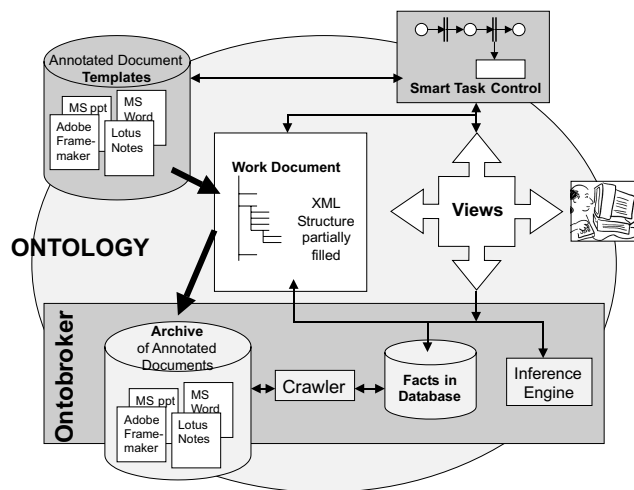 Annotated Document
Templates
MS ppt
MS
Word
Adobe
Frame-
maker
Lotus
Notes
Smart Task Control
Work Document
XML
Structure
partially
filled
Views
ONTOLOGY
Ontobroker
Archive
of Annotated
Documents
MS ppt
MS
Word
Adobe
Frame-
maker
Lotus
Notes
Crawler
Facts in
Database
Inference
Engine